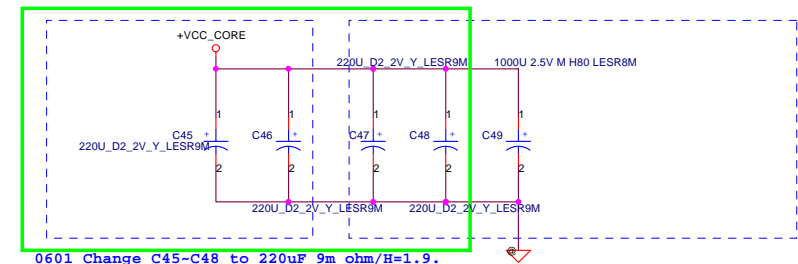 +VCC_CORE
220U_D2_2V_Y_LESR9M
1000U 2.5V M H80 LESR8M
1
1
1
1
1
C45
+
C46
+
C47
+
C48
+
C49
+
220U_D2_2V_Y_LESR9M
2
2
2
2
2
220U_D2_2V_Y_LESR9M
220U_D2_2V_Y_LESR9M
@
0601 Change C45~C48 to 220uF 9m ohm/H=1.9.